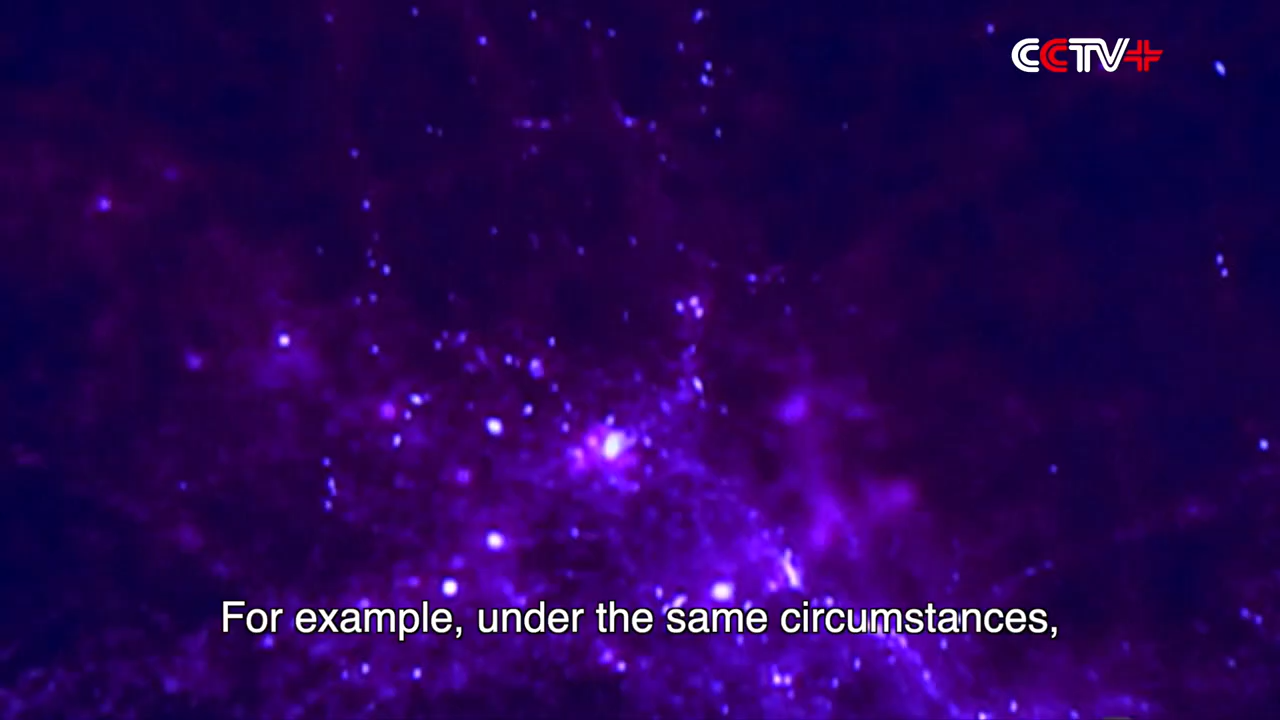 CCTV+
For example, under the same circumstances,